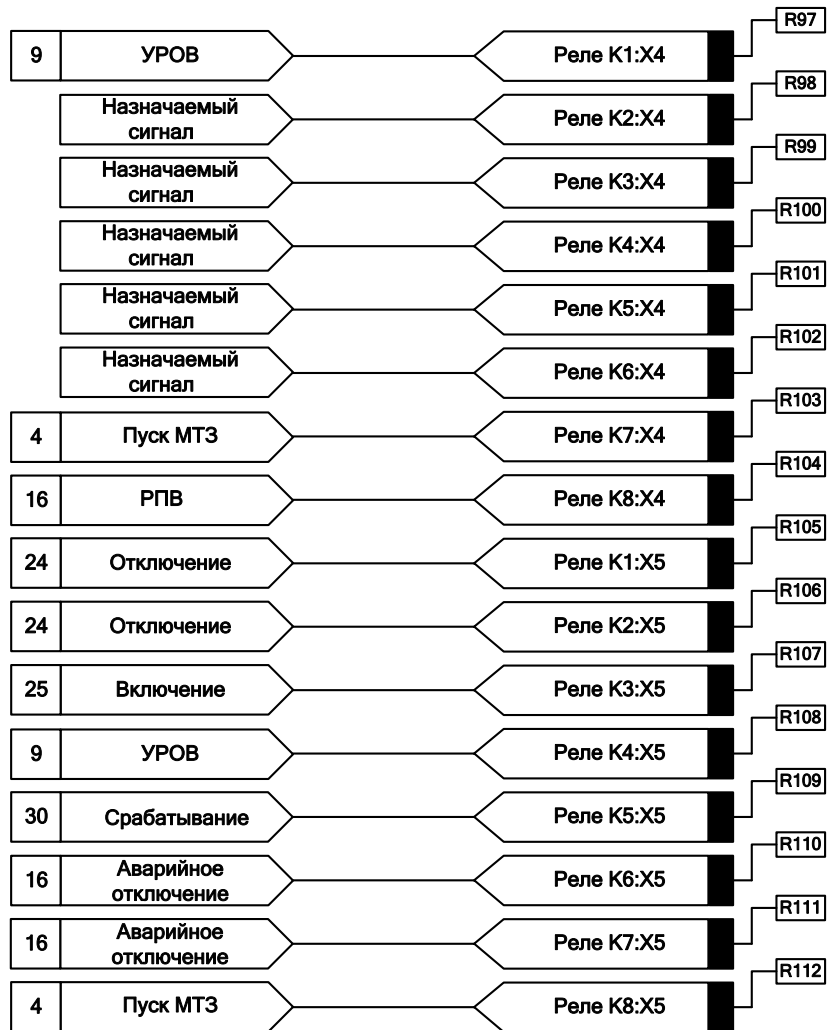 R97
9 УРОВ Реле K1:X4
R98
Назначаемый
сигнал
Реле K2:X4
R99
Назначаемый
сигнал
Реле K3:X4
R100
Назначаемый
сигнал
Реле K4:X4
R101
Назначаемый
сигнал
Реле K5:X4
R102
Назначаемый
сигнал
Реле K6:X4
R103
4 Пуск МТЗ Реле K7:X4
R104
16 РПВ Реле K8:X4
R105
24 Отключение Реле K1:X5
R106
24 Отключение Реле K2:X5
R107
25 Включение Реле K3:X5
R108
9 УРОВ Реле K4:X5
R109
30 Срабатывание Реле K5:X5
R110
Аварийное
16 отключение Реле K6:X5
R111
Аварийное
16 отключение Реле K7:X5
R112
4 Пуск МТЗ Реле K8:X5